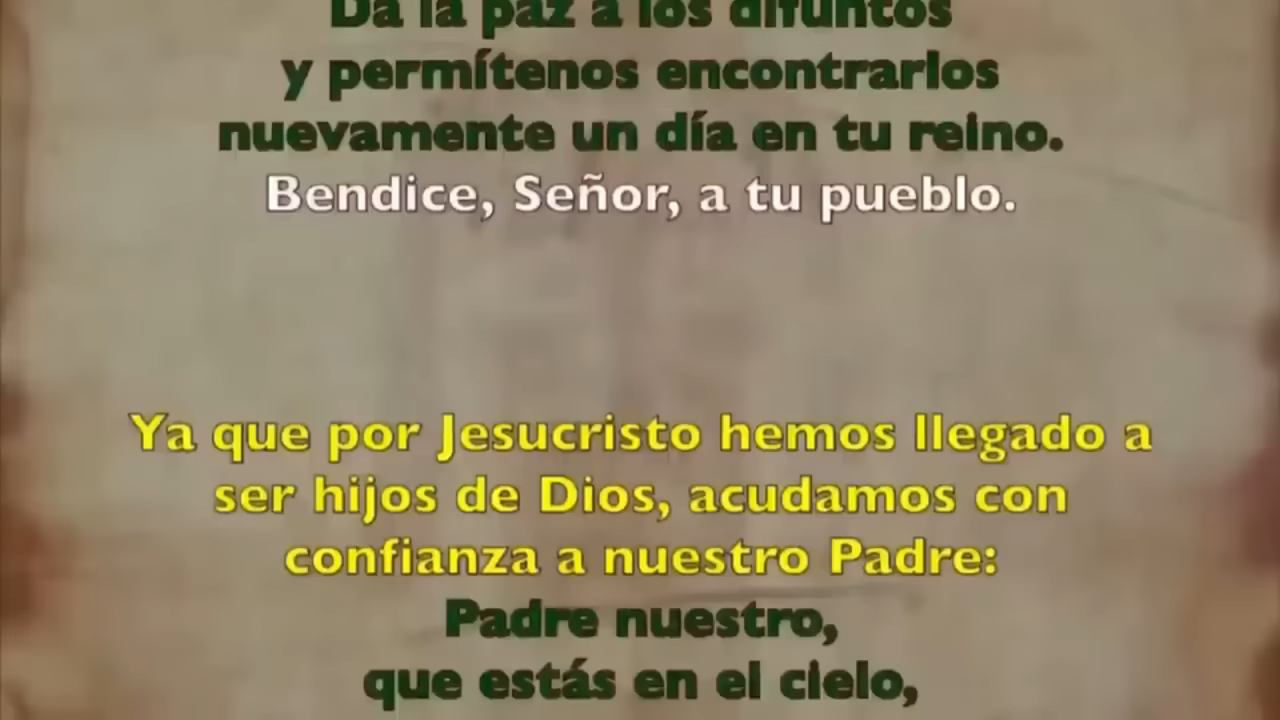 Da la paz a los difuntos
y permítenos encontrarlos
nuevamente un día en tu reino.
Bendice, Señor, a tu pueblo.
Ya que por Jesucristo hemos llegado a
ser hijos de Dios, acudamos con
confianza a nuestro Padre:
Padre nuestro,
que estás en el cielo,